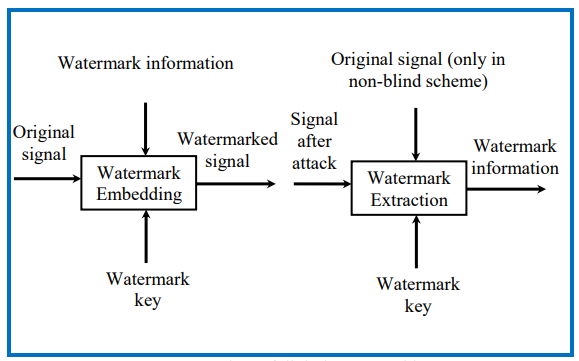 Watermark information
Original
signal
Watermarked
signal
Watermark
Embedding
Watermark
key
Original signal (only in
non-blind scheme)
Signal
after
attack
Watermark
Extraction
Watermark
information
Watermark
key